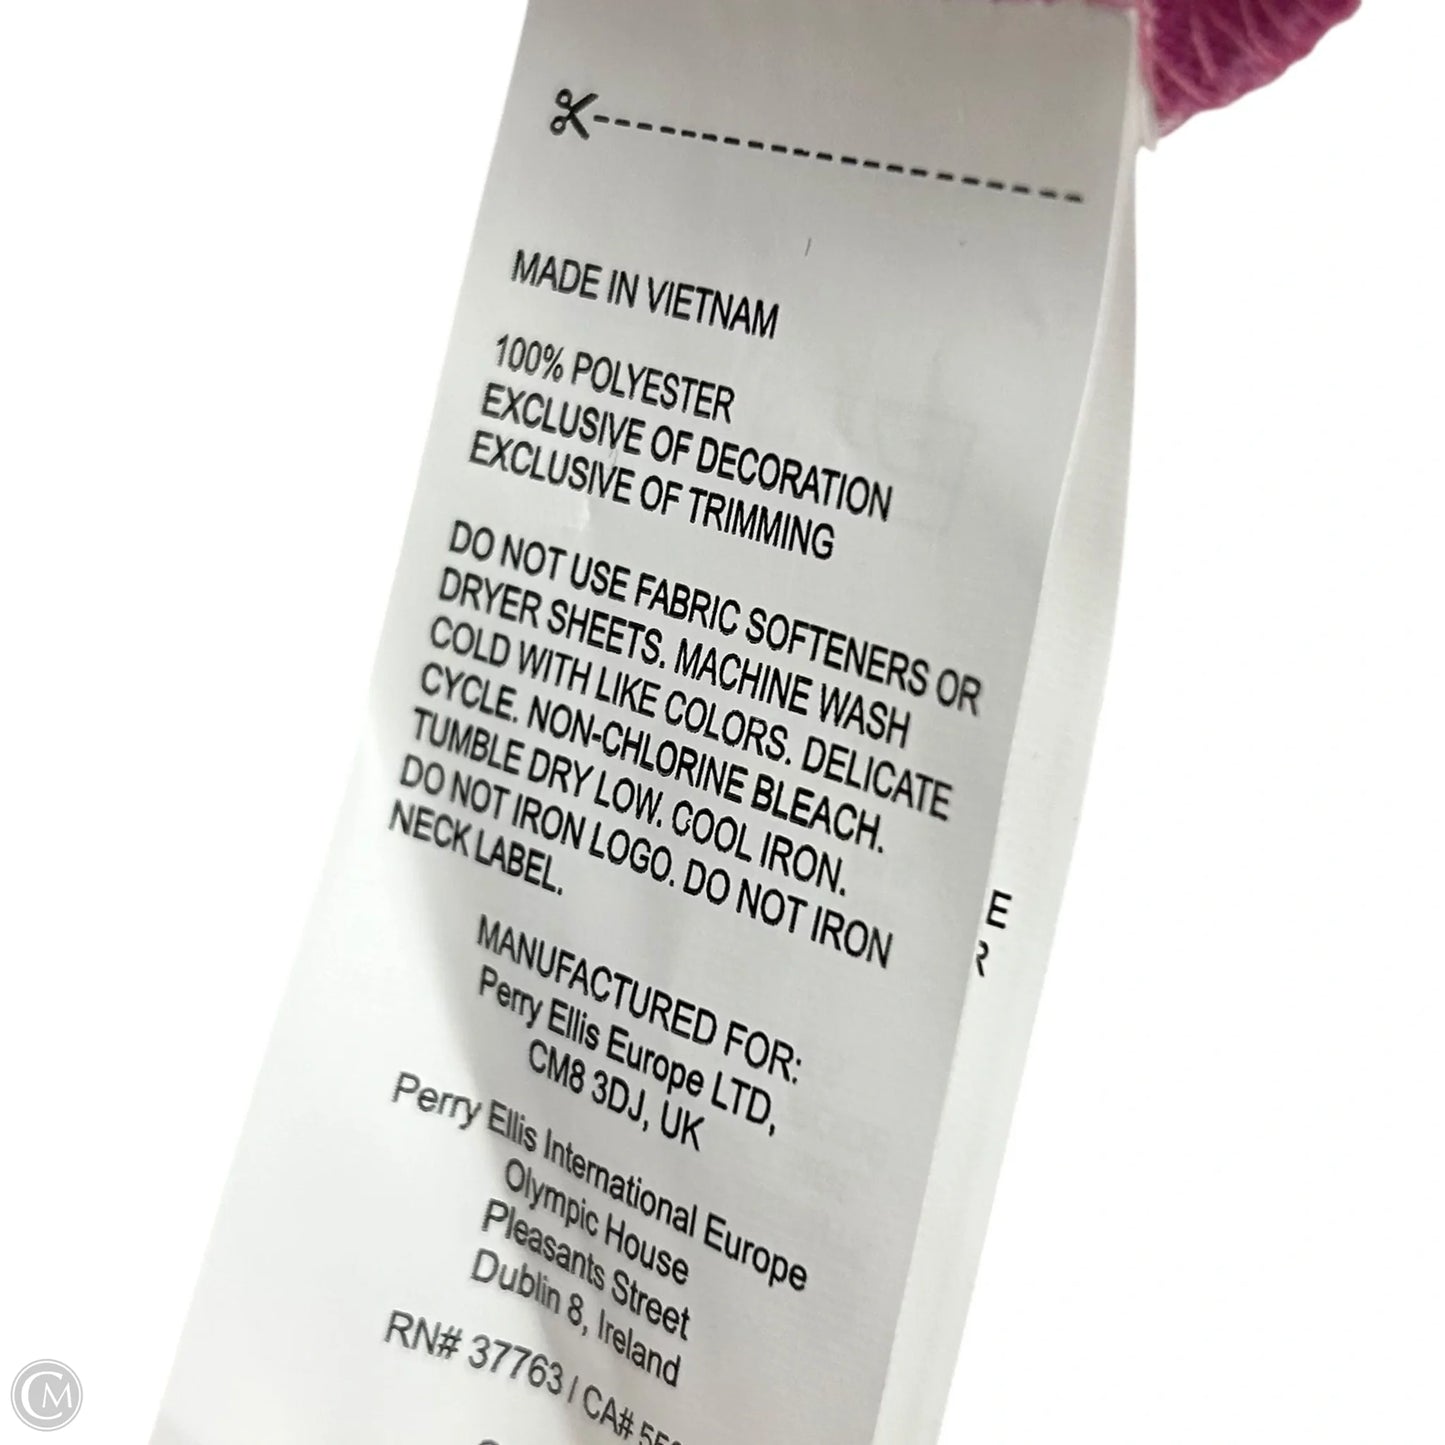 MADE IN VIETNAM
100% POLYESTER
EXCLUSIVE OF DECORATION
EXCLUSIVE OF TRIMMING
DO NOT USE FABRIC SOFTENERS OR
DRYER SHEETS. MACHINE WASH
COLD WITH LIKE COLORS. DELICATE
CYCLE. NON-CHLORINE BLEACH.
TUMBLE DRY LOW. COOL IRON.
DO NOT IRON LOGO. DO NOT IRON
NECK LABEL.
MANUFACTURED FOR:
Perry Ellis Europe LTD,
CM8 3DJ, UK
Perry Ellis International Europe
Olympic House
Pleasants Street
Dublin 8, Ireland
RN# 37763 / CA#
E
R
CM